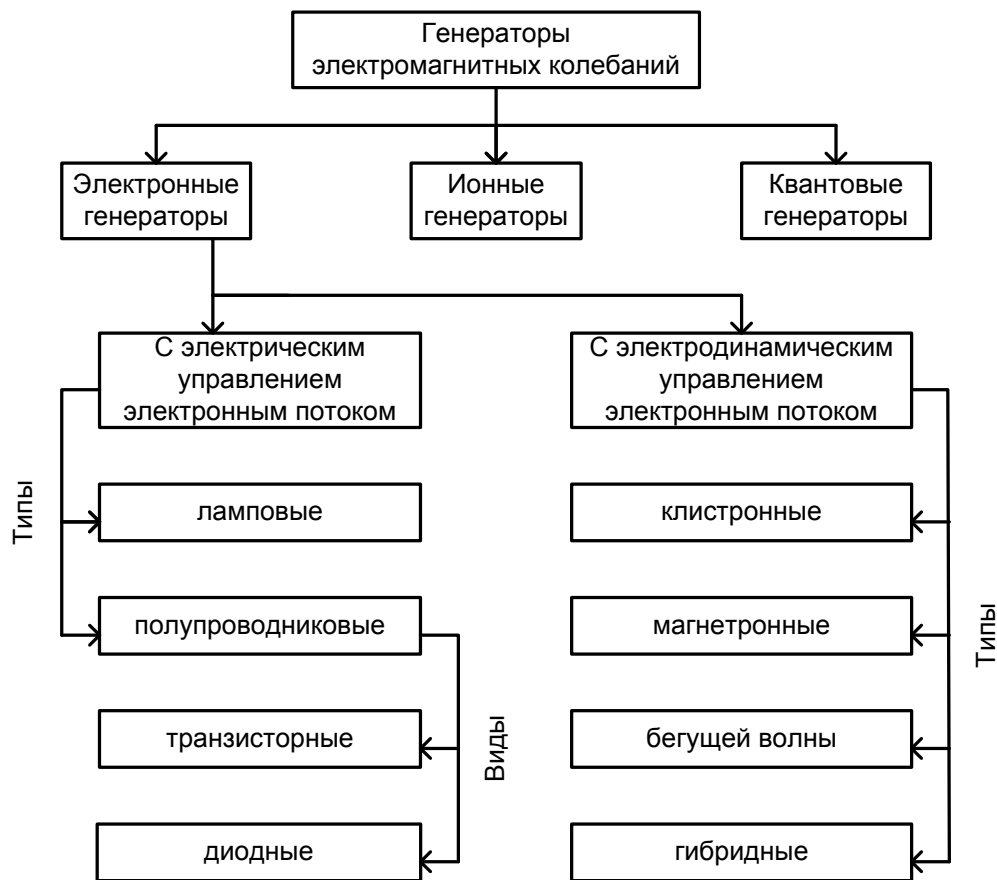 Генераторы
электромагнитных колебаний
Электронные
генераторы
Ионные
генераторы
Квантовые
генераторы
С электрическим
управлением
электронным потоком
С электродинамическим
управлением
электронным потоком
Типы
ламповые
полупроводниковые
Виды
транзисторные
диодные
клистронные
магнетронные
бегущей волны
гибридные
Типы